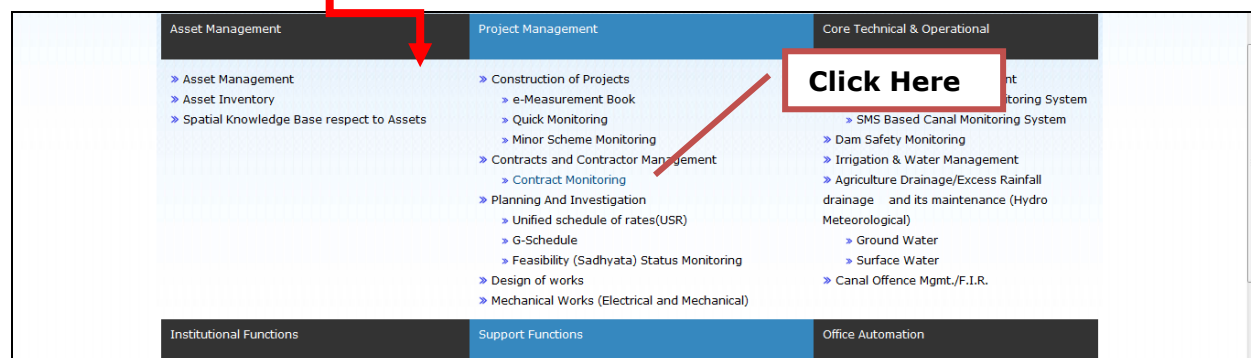 Asset Management
Asset Management
Asset Inventory
Spatial Knowledge Base respect to Assets
Project Management
Construction of Projects
e-Measurement Book
Quick Monitoring
Minor Scheme Monitoring
Contracts and Contractor Management
Contract Monitoring
Planning And Investigation
Unified schedule of rates(USR)
G-Schedule
Feasibility (Sadhyata) Status Monitoring
Design of works
Mechanical Works (Electrical and Mechanical)
Core Technical & Operational
Click Here
System
SMS Based Canal Monitoring System
Dam Safety Monitoring
Irrigation & Water Management
Agriculture Drainage/Excess Rainfall
drainage and its maintenance (Hydro
Meteorological)
Ground Water
Surface Water
Canal Offence Mgmt./F.I.R.
Institutional Functions
Support Functions
Office Automation